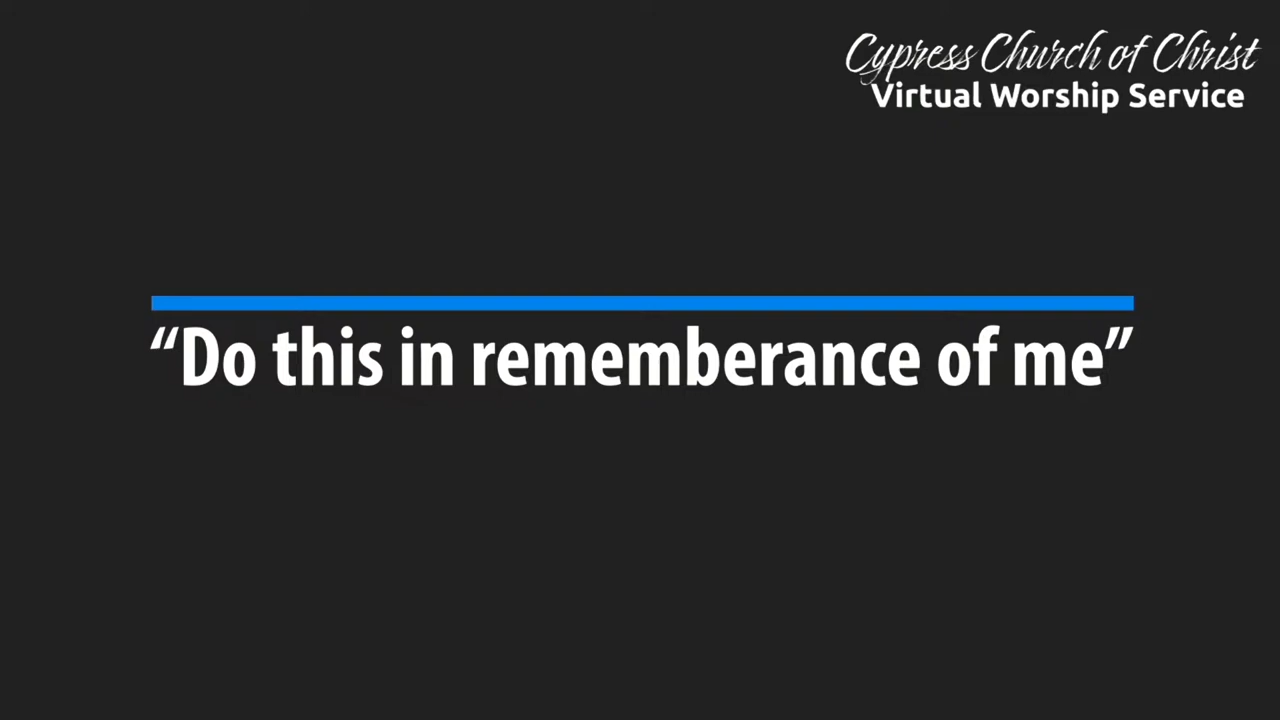 Cypress Church of Christ
Virtual Worship Service
“Do this in rememberance of me”